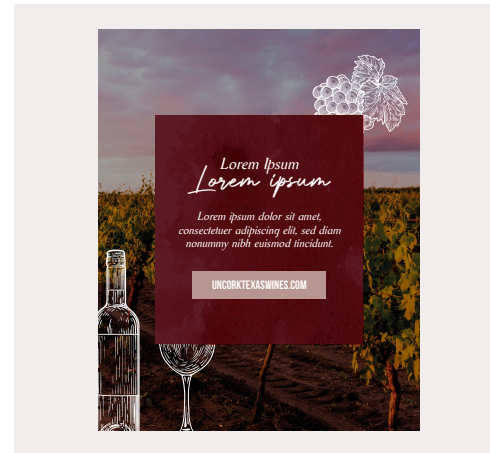 Lorem Ipsum
Lorem ipsum
Lorem ipsum dolor sit amet,
consectetuer adipiscing elit, sed diam
nonummy nibh euismod tincidunt.
UNCORKTEXASWINES.COM